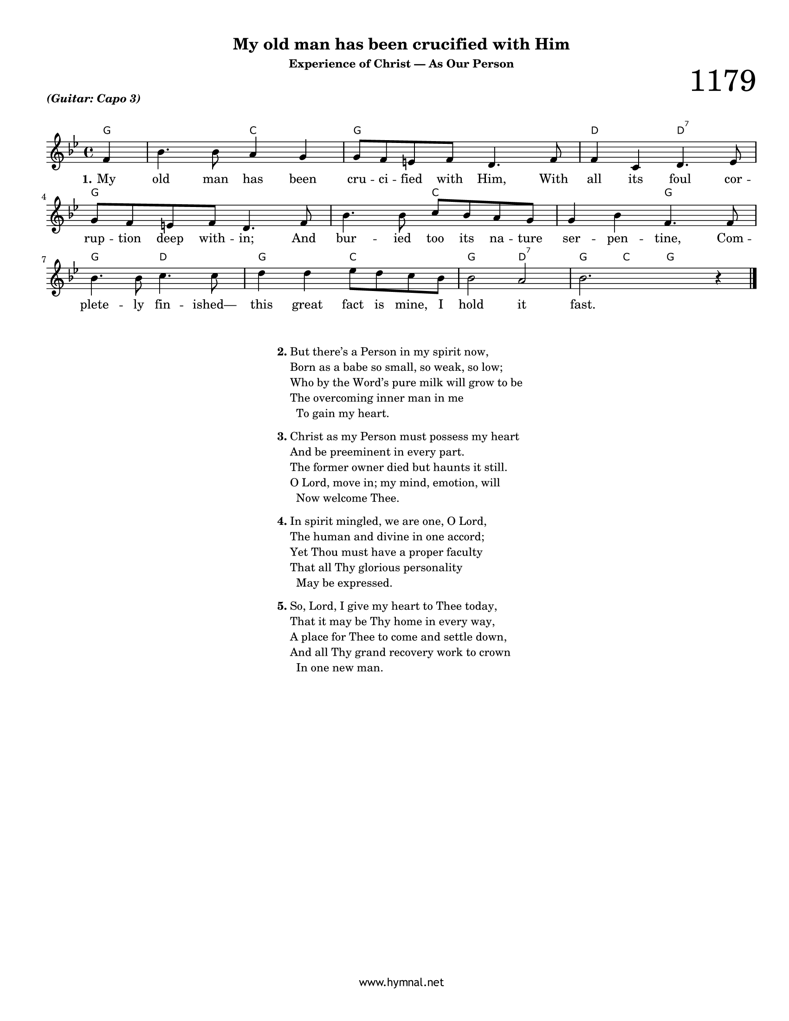 My old man has been crucified with Him
Experience of Christ — As Our Person
1179
(Guitar: Capo 3)
G C G D D7
1. My old man has been cru - ci - fied with Him, With all its foul cor -
4 G C G
rup - tion deep with - in; And bur - ied too its na - ture ser - pen - tine, Com -
7 G D G C G D7 G C G
plete - ly fin - ished— this great fact is mine, I hold it fast.
2. But there's a Person in my spirit now,
Born as a babe so small, so weak, so low;
Who by the Word's pure milk will grow to be
The overcoming inner man in me
To gain my heart.
3. Christ as my Person must possess my heart
And be preeminent in every part.
The former owner died but haunts it still.
O Lord, move in; my mind, emotion, will
Now welcome Thee.
4. In spirit mingled, we are one, O Lord,
The human and divine in one accord;
Yet Thou must have a proper faculty
That all Thy glorious personality
May be expressed.
5. So, Lord, I give my heart to Thee today,
That it may be Thy home in every way,
A place for Thee to come and settle down,
And all Thy grand recovery work to crown
In one new man.
www.hymnal.net